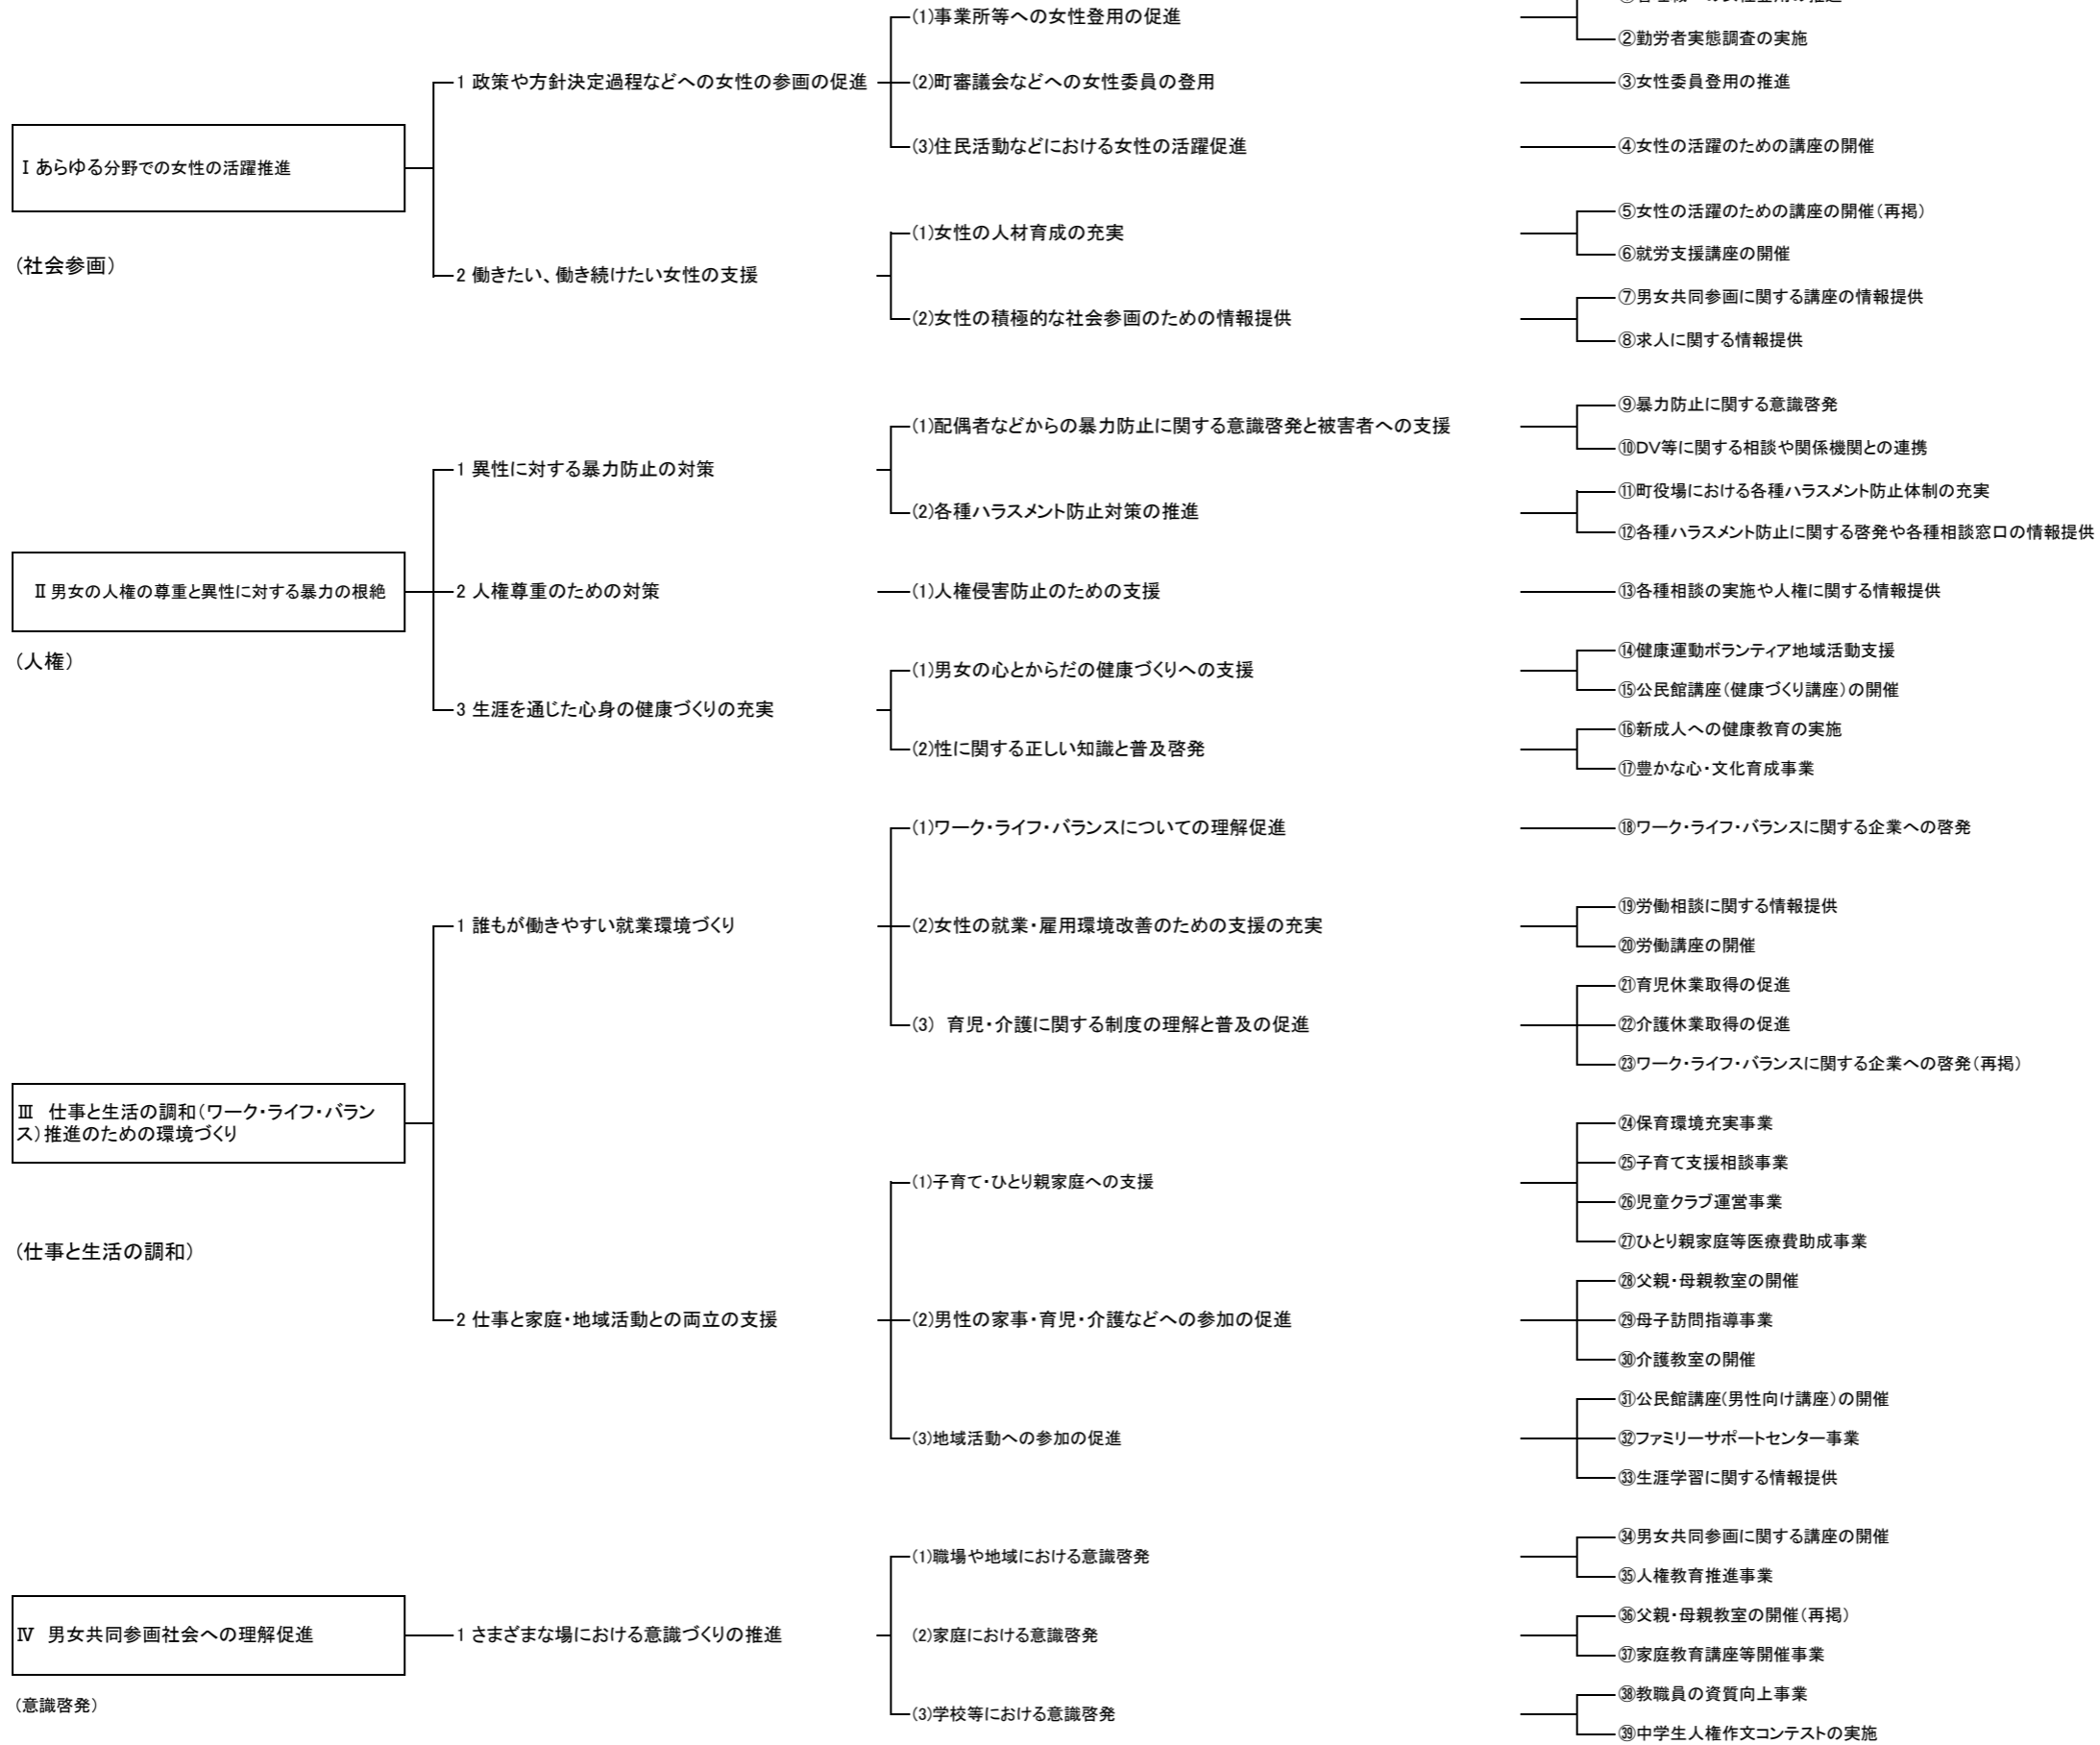 (1)事業所等への女性登用の促進
②勤労者実態調査の実施
1 政策や方針決定過程などへの女性の参画の促進
(2)町審議会などへの女性委員の登用
③女性委員登用の推進
(3)住民活動などにおける女性の活躍促進
④女性の活躍のための講座の開催
Ⅰ あらゆる分野での女性の活躍推進
(社会参画)
2 働きたい、働き続けたい女性の支援
(1)女性の人材育成の充実
⑤女性の活躍のための講座の開催(再掲)
⑥就労支援講座の開催
(2)女性の積極的な社会参画のための情報提供
⑦男女共同参画に関する講座の情報提供
⑧求人に関する情報提供
(1)配偶者などからの暴力防止に関する意識啓発と被害者への支援
⑨暴力防止に関する意識啓発
⑩DV等に関する相談や関係機関との連携
1 異性に対する暴力防止の対策
(2)各種ハラスメント防止対策の推進
⑪町役場における各種ハラスメント防止体制の充実
⑫各種ハラスメント防止に関する啓発や各種相談窓口の情報提供
Ⅱ 男女の人権の尊重と異性に対する暴力の根絶
(人権)
2 人権尊重のための対策
(1)人権侵害防止のための支援
⑬各種相談の実施や人権に関する情報提供
3 生涯を通じた心身の健康づくりの充実
(1)男女の心とからだの健康づくりへの支援
⑭健康運動ボランティア地域活動支援
⑮公民館講座(健康づくり講座)の開催
(2)性に関する正しい知識と普及啓発
⑯新成人への健康教育の実施
⑰豊かな心・文化育成事業
(1)ワーク・ライフ・バランスについての理解促進
⑱ワーク・ライフ・バランスに関する企業への啓発
1 誰もが働きやすい就業環境づくり
(2)女性の就業・雇用環境改善のための支援の充実
⑲労働相談に関する情報提供
⑳労働講座の開催
(3) 育児・介護に関する制度の理解と普及の促進
㉑育児休業取得の促進
㉒介護休業取得の促進
㉓ワーク・ライフ・バランスに関する企業への啓発(再掲)
Ⅲ 仕事と生活の調和(ワーク・ライフ・バラン
ス)推進のための環境づくり
(仕事と生活の調和)
(1)子育て・ひとり親家庭への支援
㉔保育環境充実事業
㉕子育て支援相談事業
㉖児童クラブ運営事業
㉗ひとり親家庭等医療費助成事業
2 仕事と家庭・地域活動との両立の支援
(2)男性の家事・育児・介護などへの参加の促進
㉘父親・母親教室の開催
㉙母子訪問指導事業
㉚介護教室の開催
(3)地域活動への参加の促進
㉛公民館講座(男性向け講座)の開催
㉜ファミリーサポートセンター事業
㉝生涯学習に関する情報提供
(1)職場や地域における意識啓発
㉞男女共同参画に関する講座の開催
㉟人権教育推進事業
Ⅳ 男女共同参画社会への理解促進
(意識啓発)
1 さまざまな場における意識づくりの推進
(2)家庭における意識啓発
㊱父親・母親教室の開催(再掲)
㊲家庭教育講座等開催事業
(3)学校等における意識啓発
㊳教職員の資質向上事業
㊴中学生人権作文コンテストの実施